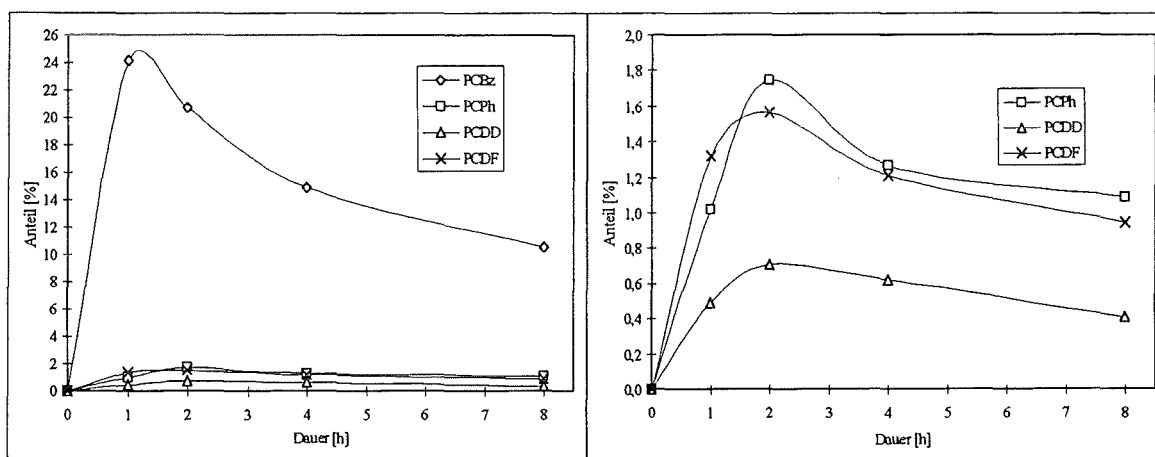 26
24
22
20
18
16
14
12
10
8
6
4
2
0
Anteil [%]
0 1 2 3 4 5 6 7 8
Dauer [h]
PCBz
PCPh
PCDD
PCDF
2,0
1,8
1,6
1,4
1,2
1,0
0,8
0,6
0,4
0,2
0,0
Anteil [%]
0 1 2 3 4 5 6 7 8
Dauer [h]
PCPh
PCDD
PCDF